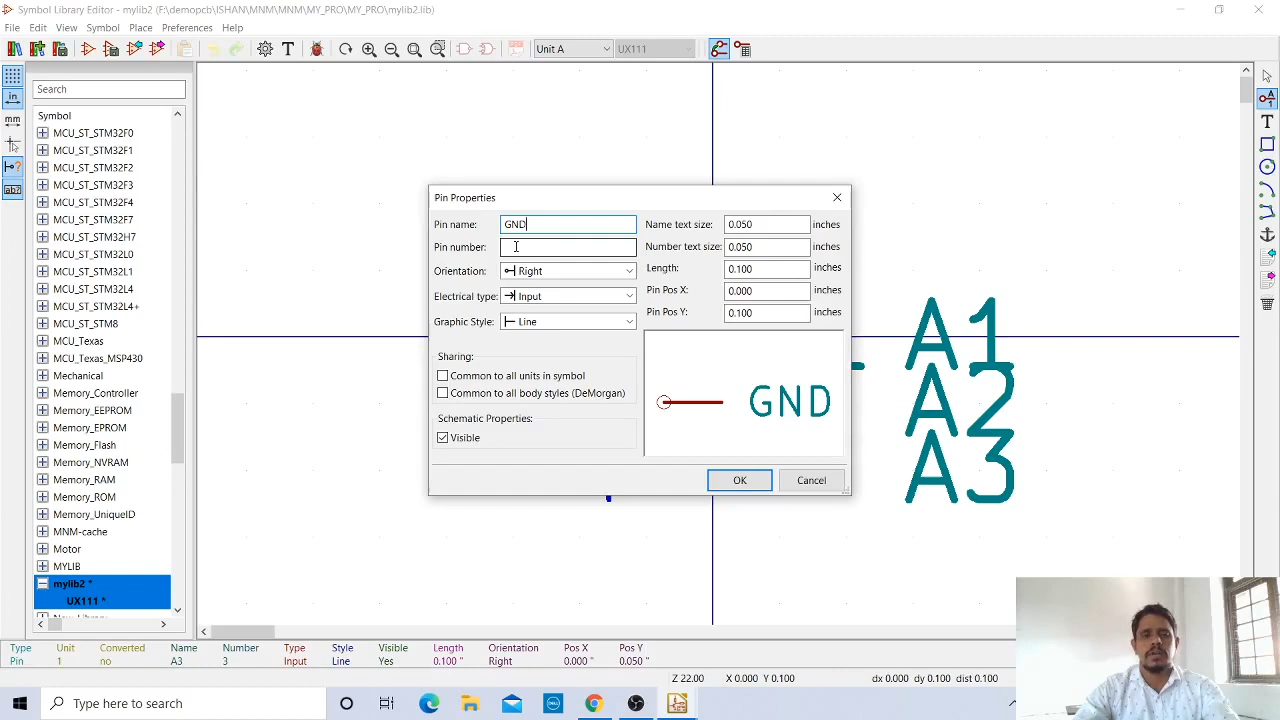 Symbol Library Editor - mylib2 (F:\demopcb\ISHAN\MNM\MNM\MY_PRO\MY_PRO\mylib2.lib)
File Edit View Symbol Place Preferences Help
Unit A UX111
in
mm
Search
Symbol
MCU_ST_STM32F0
MCU_ST_STM32F1
MCU_ST_STM32F2
MCU_ST_STM32F3
MCU_ST_STM32F4
MCU_ST_STM32F7
MCU_ST_STM32H7
MCU_ST_STM32L0
MCU_ST_STM32L1
MCU_ST_STM32L4
MCU_ST_STM32L4+
MCU_ST_STM8
MCU_Texas
MCU_Texas_MSP430
Mechanical
Memory_Controller
Memory_EEPROM
Memory_EPROM
Memory_Flash
Memory_NVRAM
Memory_RAM
Memory_ROM
Memory_UniqueID
MNM-cache
Motor
MYLIB
mylib2 *
UX111 *
Pin Properties
Pin name: GND
Pin number:
Orientation: Right
Electrical type: Input
Graphic Style: Line
Sharing:
Common to all units in symbol
Common to all body styles (DeMorgan)
Schematic Properties:
Visible
Name text size: 0.050 inches
Number text size: 0.050 inches
Length: 0.100 inches
Pin Pos X: 0.000 inches
Pin Pos Y: 0.100 inches
GND
OK Cancel
A1
A2
A3
Type Unit Converted Name Number Type Style Visible Length Orientation Pos X Pos Y
Pin 1 no A3 3 Input Line Yes 0.100 " Right 0.000 " 0.050 "
Z 22.00 X 0.000 Y 0.100 dx 0.000 dy 0.100 dist 0.100
Type here to search